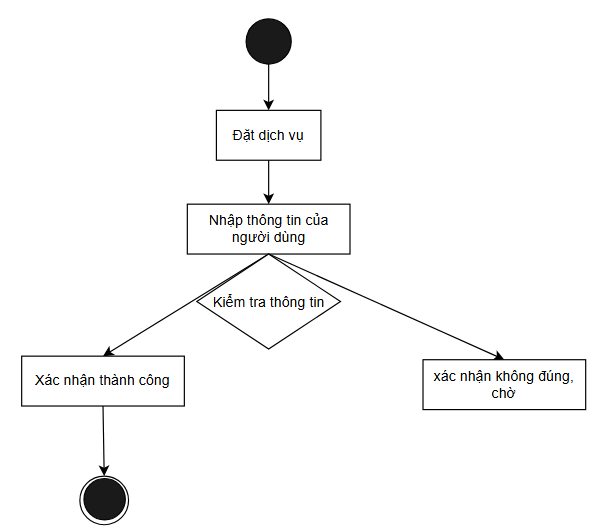 Đặt dịch vụ
Nhập thông tin của
người dùng
Kiểm tra thông tin
Xác nhận thành công
xác nhận không đúng,
chờ